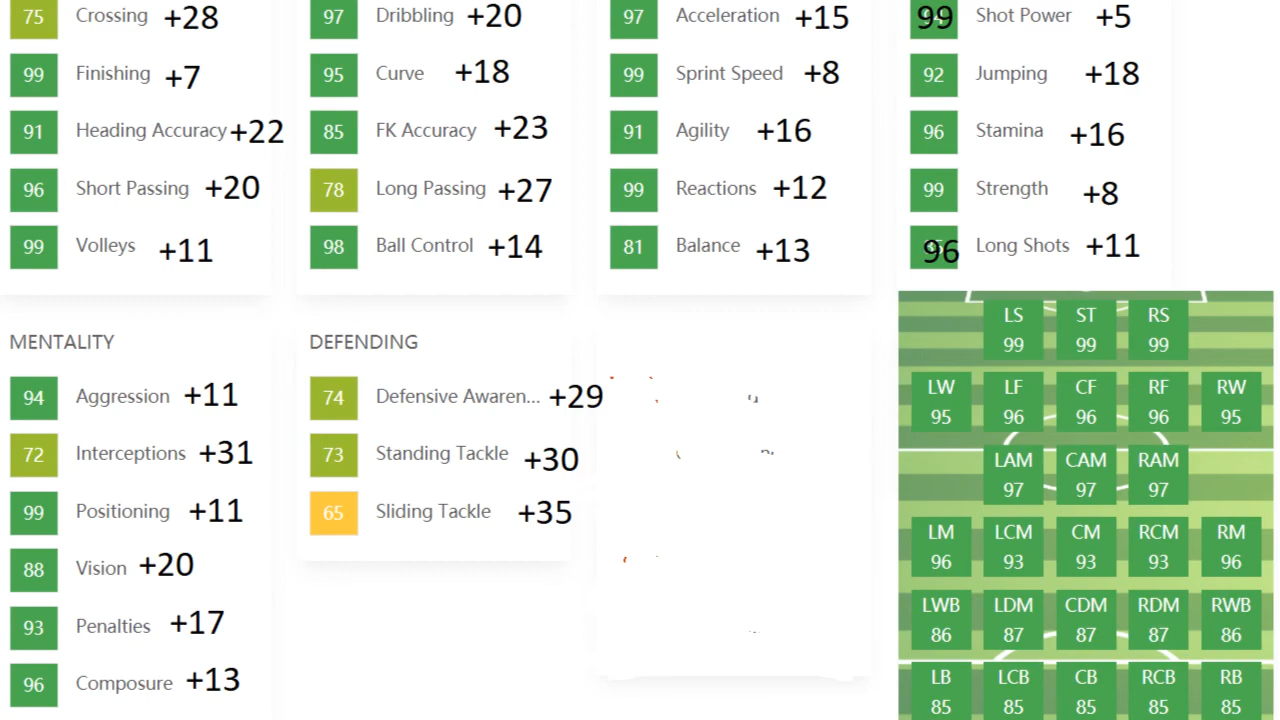 75 Crossing +28
99 Finishing +7
91 Heading Accuracy +22
96 Short Passing +20
99 Volleys +11
97 Dribbling +20
95 Curve +18
85 FK Accuracy +23
78 Long Passing +27
98 Ball Control +14
97 Acceleration +15
99 Sprint Speed +8
91 Agility +16
99 Reactions +12
81 Balance +13
99 Shot Power +5
92 Jumping +18
96 Stamina +16
99 Strength +8
96 Long Shots +11
MENTALITY
94 Aggression +11
72 Interceptions +31
99 Positioning +11
88 Vision +20
93 Penalties +17
96 Composure +13
DEFENDING
74 Defensive Awaren... +29
73 Standing Tackle +30
65 Sliding Tackle +35
LS ST RS
99 99 99
LW LF CF RF RW
95 96 96 96 95
LAM CAM RAM
97 97 97
LM LCM CM RCM RM
96 93 93 93 96
LWB LDM CDM RDM RWB
86 87 87 87 86
LB LCB CB RCB RB
85 85 85 85 85